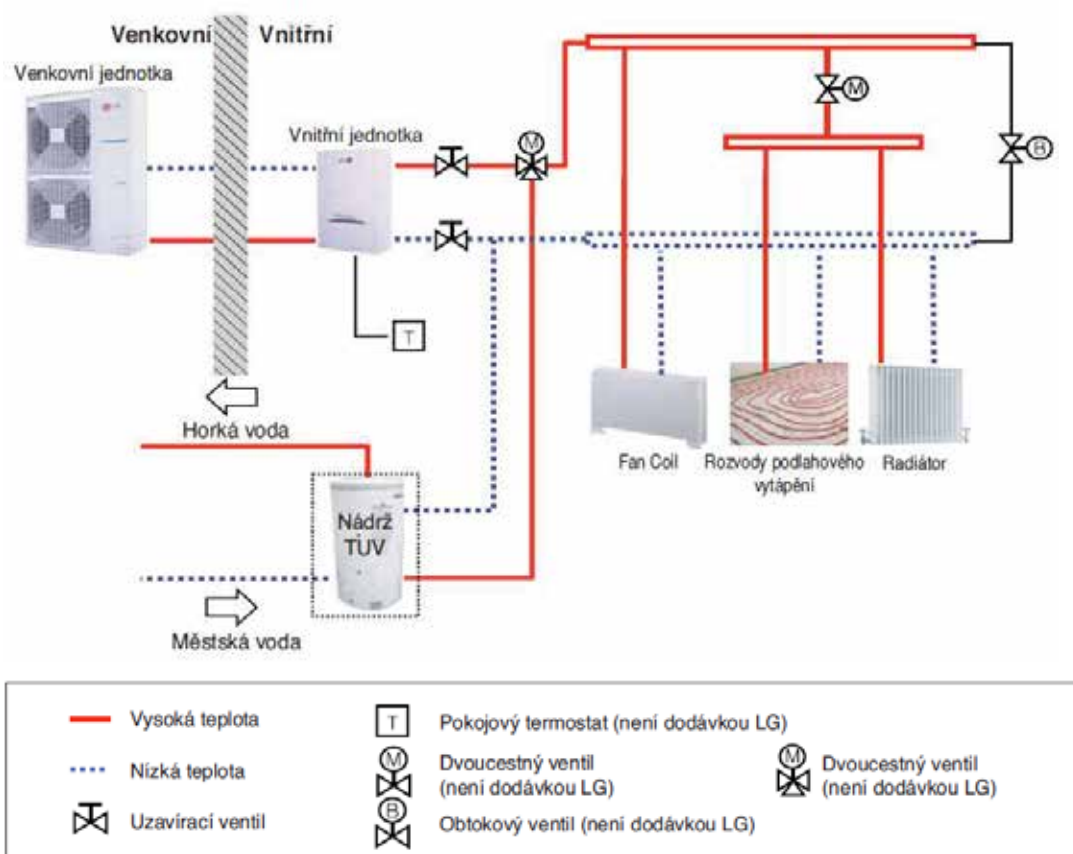 Venkovní Vnitřní
Venkovní jednotka
Vnitřní jednotka
M
M
B
T
Horká voda
Fan Coil
Rozvody podlahového
vytápění
Radiátor
Nádrž
TUV
Městská voda
Vysoká teplota
Nízká teplota
Uzavírací ventil
T
Pokojový termostat (není dodávkou LG)
M
Dvoucestný ventil
(není dodávkou LG)
B
Obtokový ventil (není dodávkou LG)
M
Dvoucestný ventil
(není dodávkou LG)